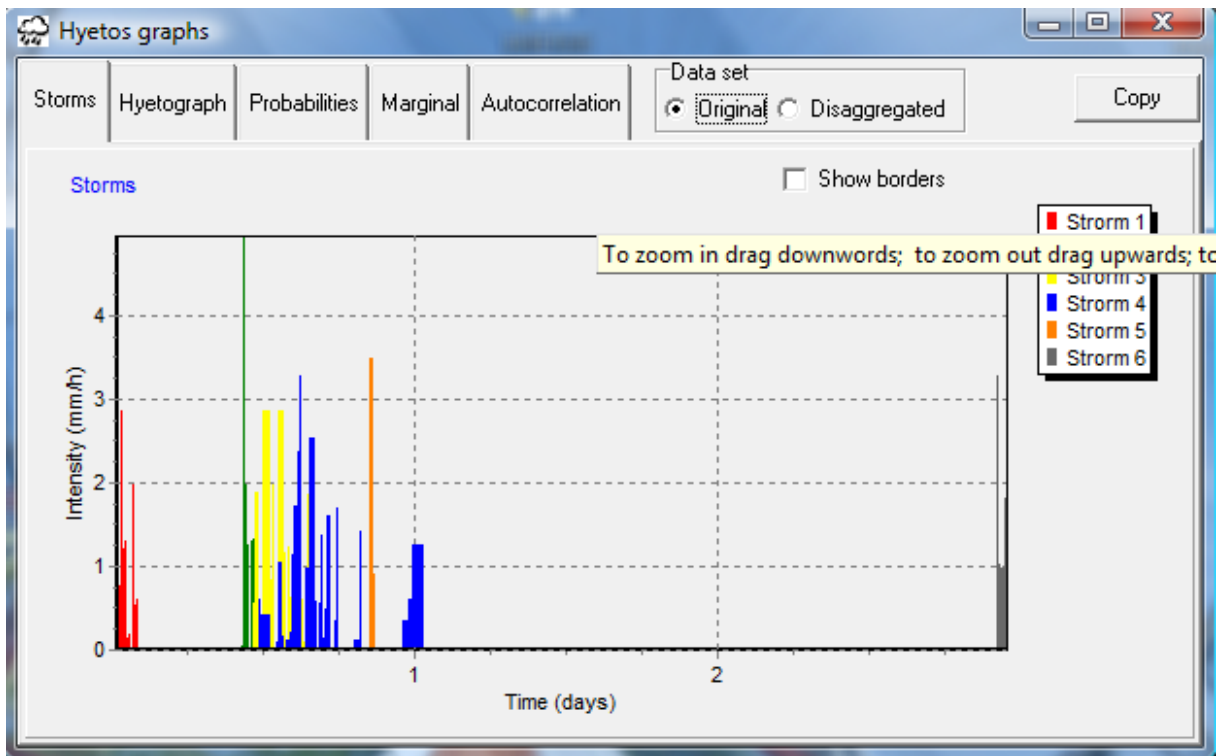 Hyetos graphs
Storms Hyetograph Probabilities Marginal Autocorrelation
Data set
Original Disaggregated
Copy
Storms
Show borders
Strorm 1
To zoom in drag downwords; to zoom out drag upwards; to
Strorm 3
Strorm 4
Strorm 5
Strorm 6
Intensity (mm/h)
4
3
2
1
0
1 2
Time (days)